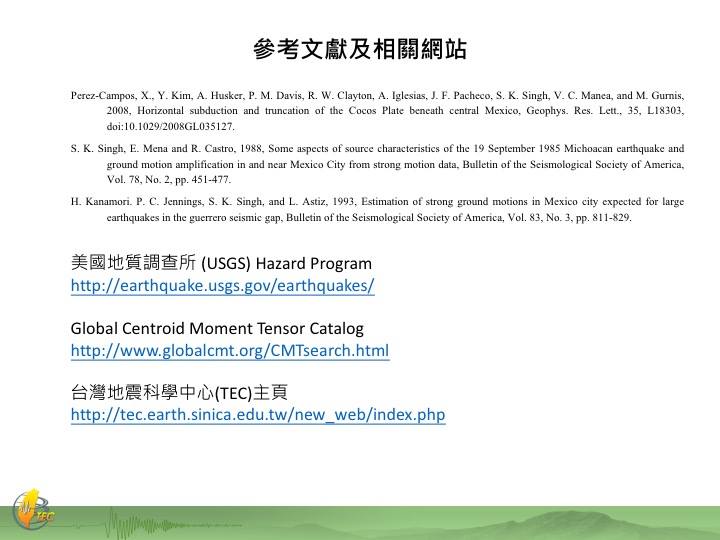 參考文獻及相關網站
Perez-Campos, X., Y. Kim, A. Husker, P. M. Davis, R. W. Clayton, A. Iglesias, J. F. Pacheco, S. K. Singh, V. C. Manea, and M. Gurnis,
2008, Horizontal subduction and truncation of the Cocos Plate beneath central Mexico, Geophys. Res. Lett., 35, L18303,
doi:10.1029/2008GL035127.
S. K. Singh, E. Mena and R. Castro, 1988, Some aspects of source characteristics of the 19 September 1985 Michoacan earthquake and
ground motion amplification in and near Mexico City from strong motion data, Bulletin of the Seismological Society of America,
Vol. 78, No. 2, pp. 451-477.
H. Kanamori. P. C. Jennings, S. K. Singh, and L. Astiz, 1993, Estimation of strong ground motions in Mexico city expected for large
earthquakes in the guerrero seismic gap, Bulletin of the Seismological Society of America, Vol. 83, No. 3, pp. 811-829.
美國地質調查所 (USGS) Hazard Program
http://earthquake.usgs.gov/earthquakes/
Global Centroid Moment Tensor Catalog
http://www.globalcmt.org/CMTsearch.html
台灣地震科學中心(TEC)主頁
http://tec.earth.sinica.edu.tw/new_web/index.php
TEC